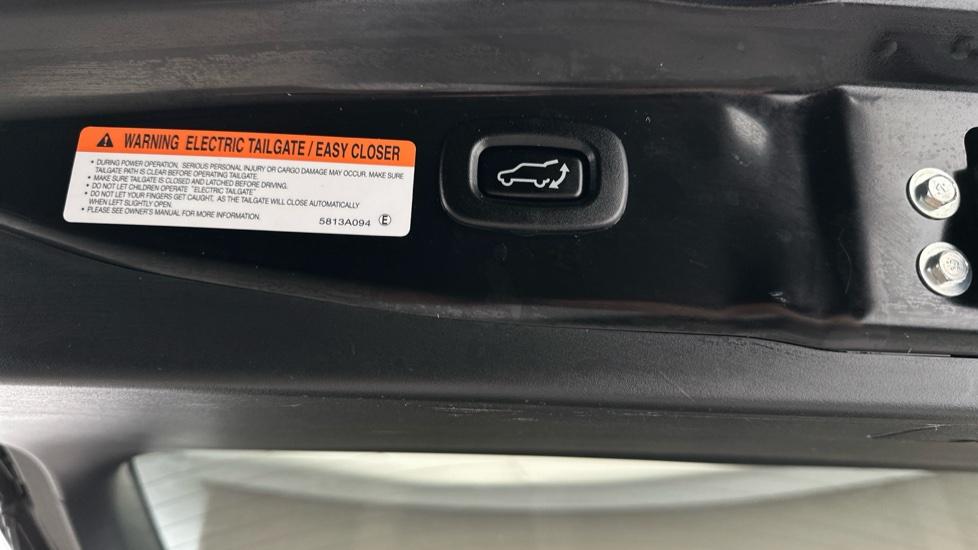 WARNING ELECTRIC TAILGATE / EASY CLOSER
• DURING POWER OPERATION, SERIOUS PERSONAL INJURY OR CARGO DAMAGE MAY OCCUR. MAKE SURE
TAILGATE PATH IS CLEAR BEFORE OPERATING TAILGATE.
• MAKE SURE TAILGATE IS CLOSED AND LATCHED BEFORE DRIVING.
• DO NOT LET CHILDREN OPERATE "ELECTRIC TAILGATE"
• DO NOT LET YOUR FINGERS GET CAUGHT, AS THE TAILGATE WILL CLOSE AUTOMATICALLY
WHEN LEFT SLIGHTLY OPEN.
• PLEASE SEE OWNER'S MANUAL FOR MORE INFORMATION.
5813A094 Ⓔ